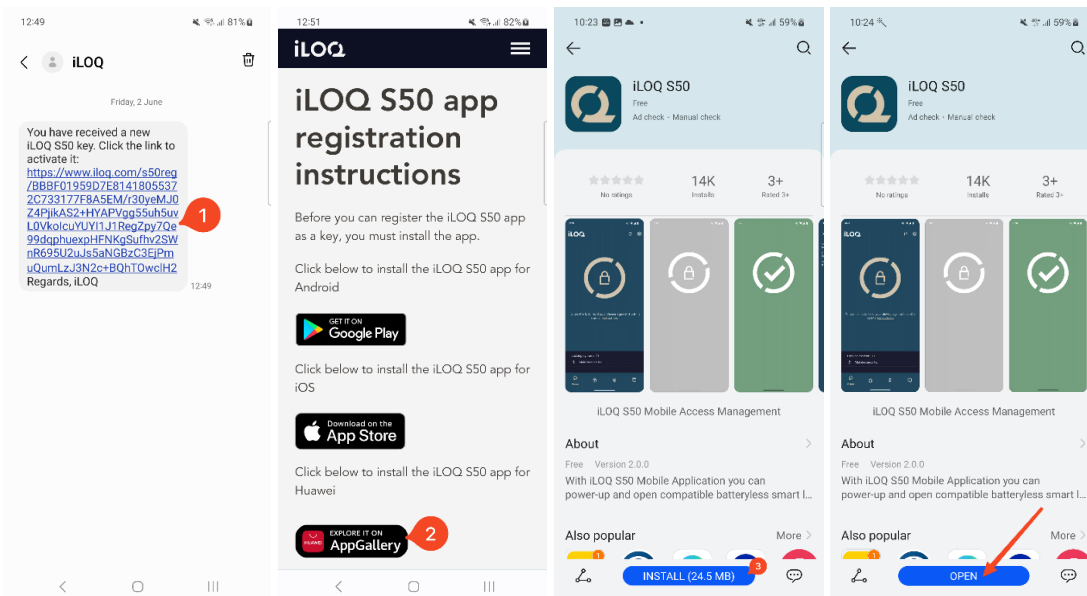 12:49
81%
iLOQ
Friday, 2 June
You have received a new
iLOQ S50 key. Click the link to
activate it:
https://www.iloq.com/s50reg
/BBBF01959D7E8141805537
2C733177F8A5EM/r30yeMJ0
Z4PjikAS2+HYAPVgg55uh5uv
L0VkoIcuYUYI1J1RegZpy7Qe
99dqphuexpHFNKgSufhv2SW
nR695U2uJs5aNGBzC3EjPm
uQumLzJ3N2c+BQhTOwclH2
Regards, iLOQ
12:49
1
12:51
82%
iLOQ
iLOQ S50 app
registration
instructions
Before you can register the iLOQ S50 app
as a key, you must install the app.
Click below to install the iLOQ S50 app for
Android
GET IT ON
Google Play
Click below to install the iLOQ S50 app for
iOS
Download on the
App Store
Click below to install the iLOQ S50 app for
Huawei
HUAWEI
EXPLORE IT ON
AppGallery
2
10:23
59%
iLOQ S50
Free
Ad check • Manual check
No ratings
14K
Installs
3+
Rated 3+
iLOQ
iLOQ S50 Mobile Access Management
About
Free Version 2.0.0
With iLOQ S50 Mobile Application you can
power-up and open compatible batteryless smart l...
Also popular
More
1
INSTALL (24.5 MB)
3
10:24
59%
iLOQ S50
Free
Ad check • Manual check
No ratings
14K
Installs
3+
Rated 3+
iLOQ
iLOQ S50 Mobile Access Management
About
Free Version 2.0.0
With iLOQ S50 Mobile Application you can
power-up and open compatible batteryless smart l...
Also popular
More
1
OPEN